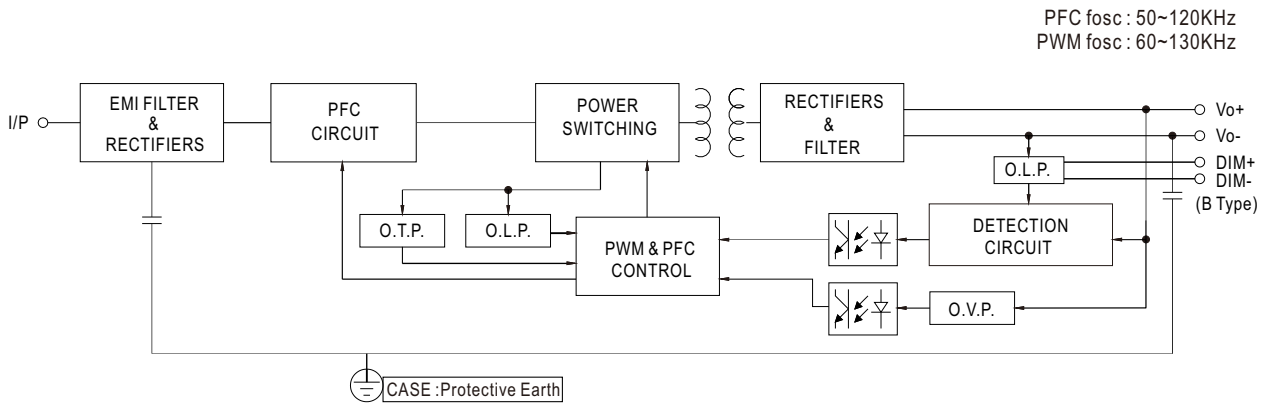 PFC fosc : 50~120KHz
PWM fosc : 60~130KHz
I/P
EMI FILTER
&
RECTIFIERS
PFC
CIRCUIT
POWER
SWITCHING
RECTIFIERS
&
FILTER
Vo+
Vo-
DIM+
DIM-
(B Type)
O.L.P.
O.T.P.
O.L.P.
PWM & PFC
CONTROL
DETECTION
CIRCUIT
O.V.P.
CASE :Protective Earth